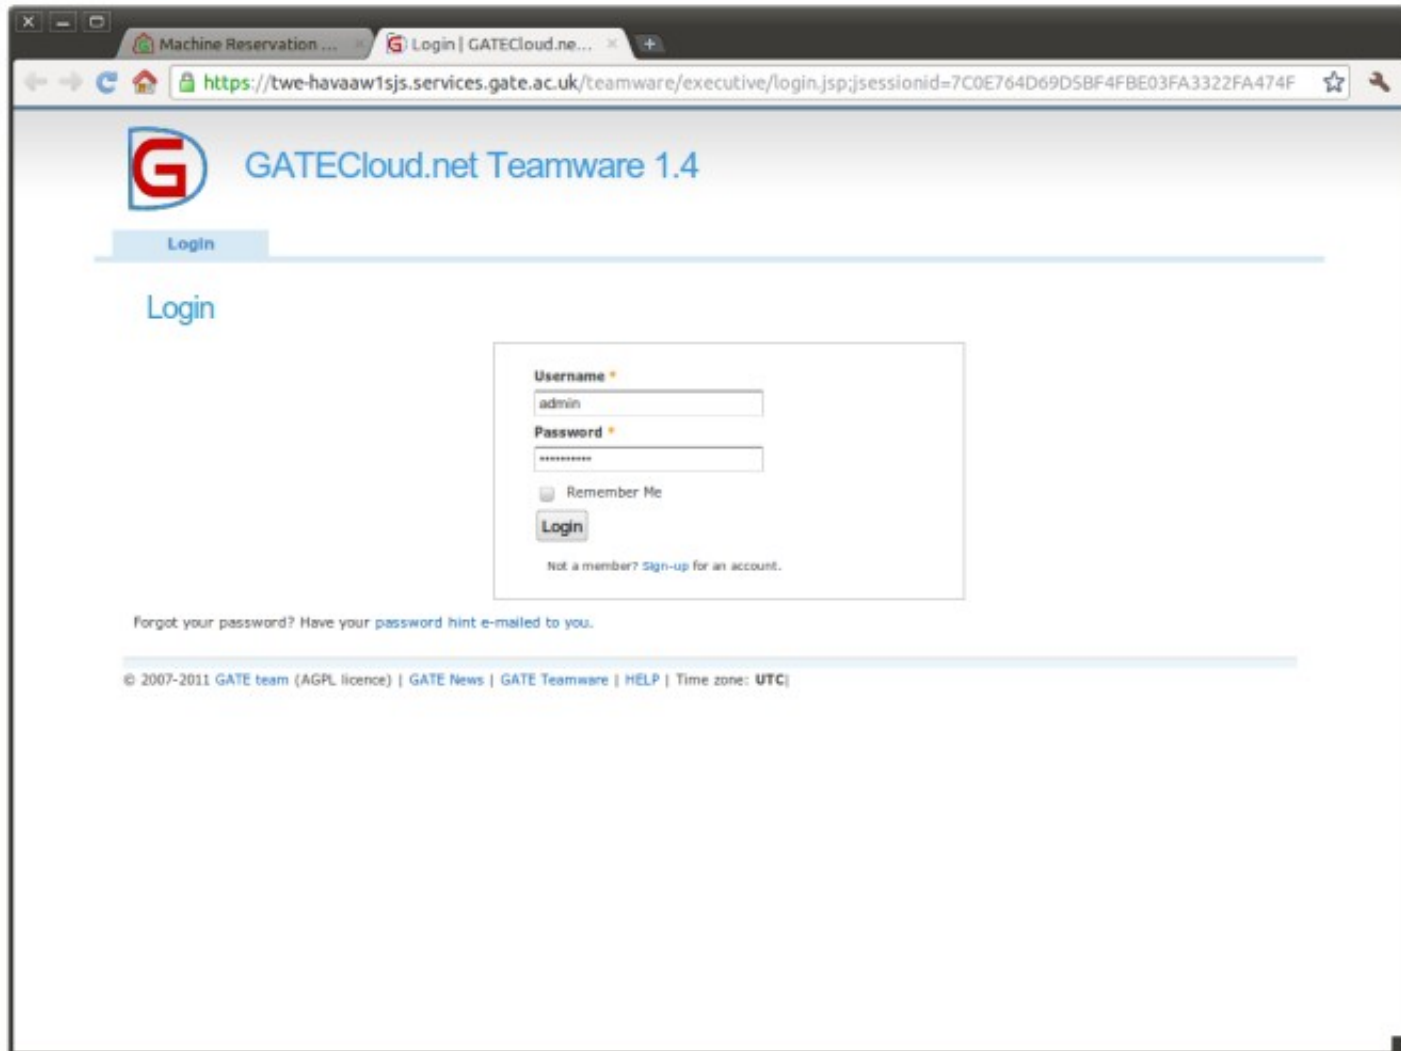 Machine Reservation ...
Login | GATECloud.ne...
https://twe-havaaw1sjs.services.gate.ac.uk/teamware/executive/login.jsp;jsessionid=7C0E764D69D5BF4FBE03FA3322FA474F
G
GATECloud.net Teamware 1.4
Login
Login
Username *
admin
Password *
••••••••••
Remember Me
Login
Not a member? Sign-up for an account.
Forgot your password? Have your password hint e-mailed to you.
© 2007-2011 GATE team (AGPL licence) | GATE News | GATE Teamware | HELP | Time zone: UTC|